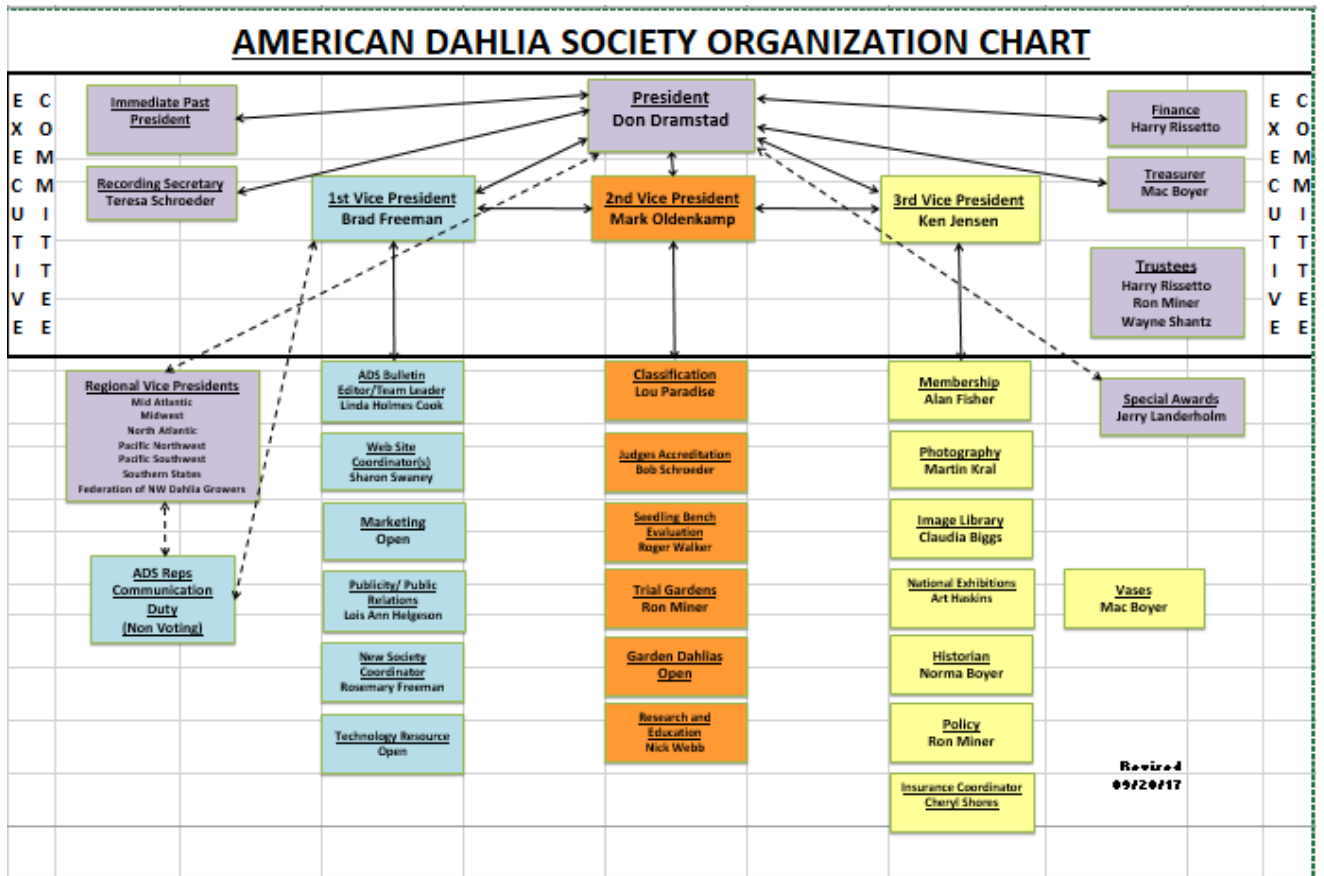 AMERICAN DAHLIA SOCIETY ORGANIZATION CHART
EXECUTIVE
COMMITTEE
Immediate Past
President
President
Don Dramstad
Finance
Harry Rissetto
EXECUTIVE
COMMITTEE
Recording Secretary
Teresa Schroeder
Treasurer
Mac Boyer
1st Vice President
Brad Freeman
2nd Vice President
Mark Oldenkamp
3rd Vice President
Ken Jensen
Trustees
Harry Rissetto
Ron Miner
Wayne Shantz
Regional Vice Presidents
Mid Atlantic
Midwest
North Atlantic
Pacific Northwest
Pacific Southwest
Southern States
Federation of NW Dahlia Growers
ADS Reps
Communication
Duty
(Non Voting)
ADS Bulletin
Editor/Team Leader
Linda Holmes Cook
Web Site
Coordinator(s)
Sharon Swaney
Marketing
Open
Publicity/ Public
Relations
Lois Ann Helgeson
New Society
Coordinator
Rosemary Freeman
Technology Resource
Open
Classification
Lou Paradise
Judges Accreditation
Bob Schroeder
Seedling Bench
Evaluation
Roger Walker
Trial Gardens
Ron Miner
Garden Dahlias
Open
Research and
Education
Nick Webb
Membership
Alan Fisher
Photography
Martin Kral
Image Library
Claudia Biggs
National Exhibitions
Art Haskins
Historian
Norma Boyer
Policy
Ron Miner
Insurance Coordinator
Cheryl Shores
Special Awards
Jerry Landerholm
Vases
Mac Boyer
Revised
09/20/17